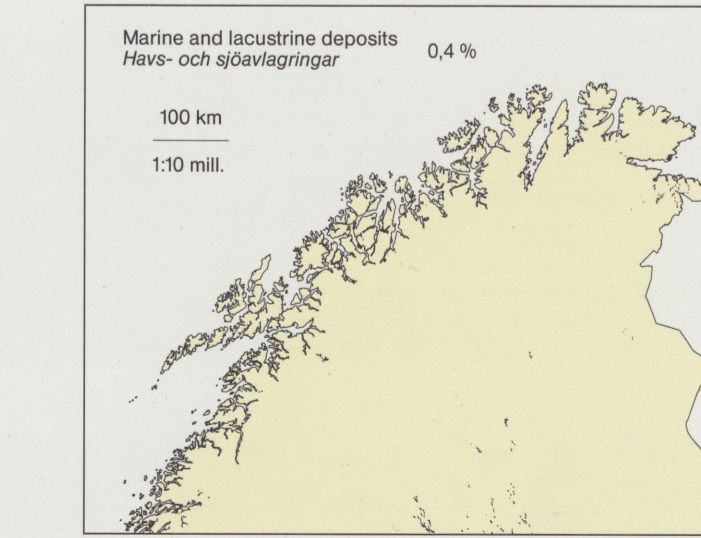 Marine and lacustrine deposits
Havs- och sjöavlagringar
0,4 %
100 km
1:10 mill.